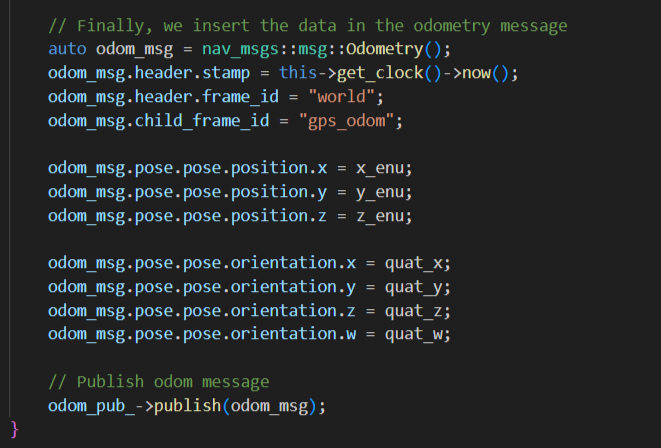 // Finally, we insert the data in the odometry message
auto odom_msg = nav_msgs::msg::Odometry();
odom_msg.header.stamp = this->get_clock()->now();
odom_msg.header.frame_id = "world";
odom_msg.child_frame_id = "gps_odom";
odom_msg.pose.pose.position.x = x_enu;
odom_msg.pose.pose.position.y = y_enu;
odom_msg.pose.pose.position.z = z_enu;
odom_msg.pose.pose.orientation.x = quat_x;
odom_msg.pose.pose.orientation.y = quat_y;
odom_msg.pose.pose.orientation.z = quat_z;
odom_msg.pose.pose.orientation.w = quat_w;
// Publish odom message
odom_pub_->publish(odom_msg);
}